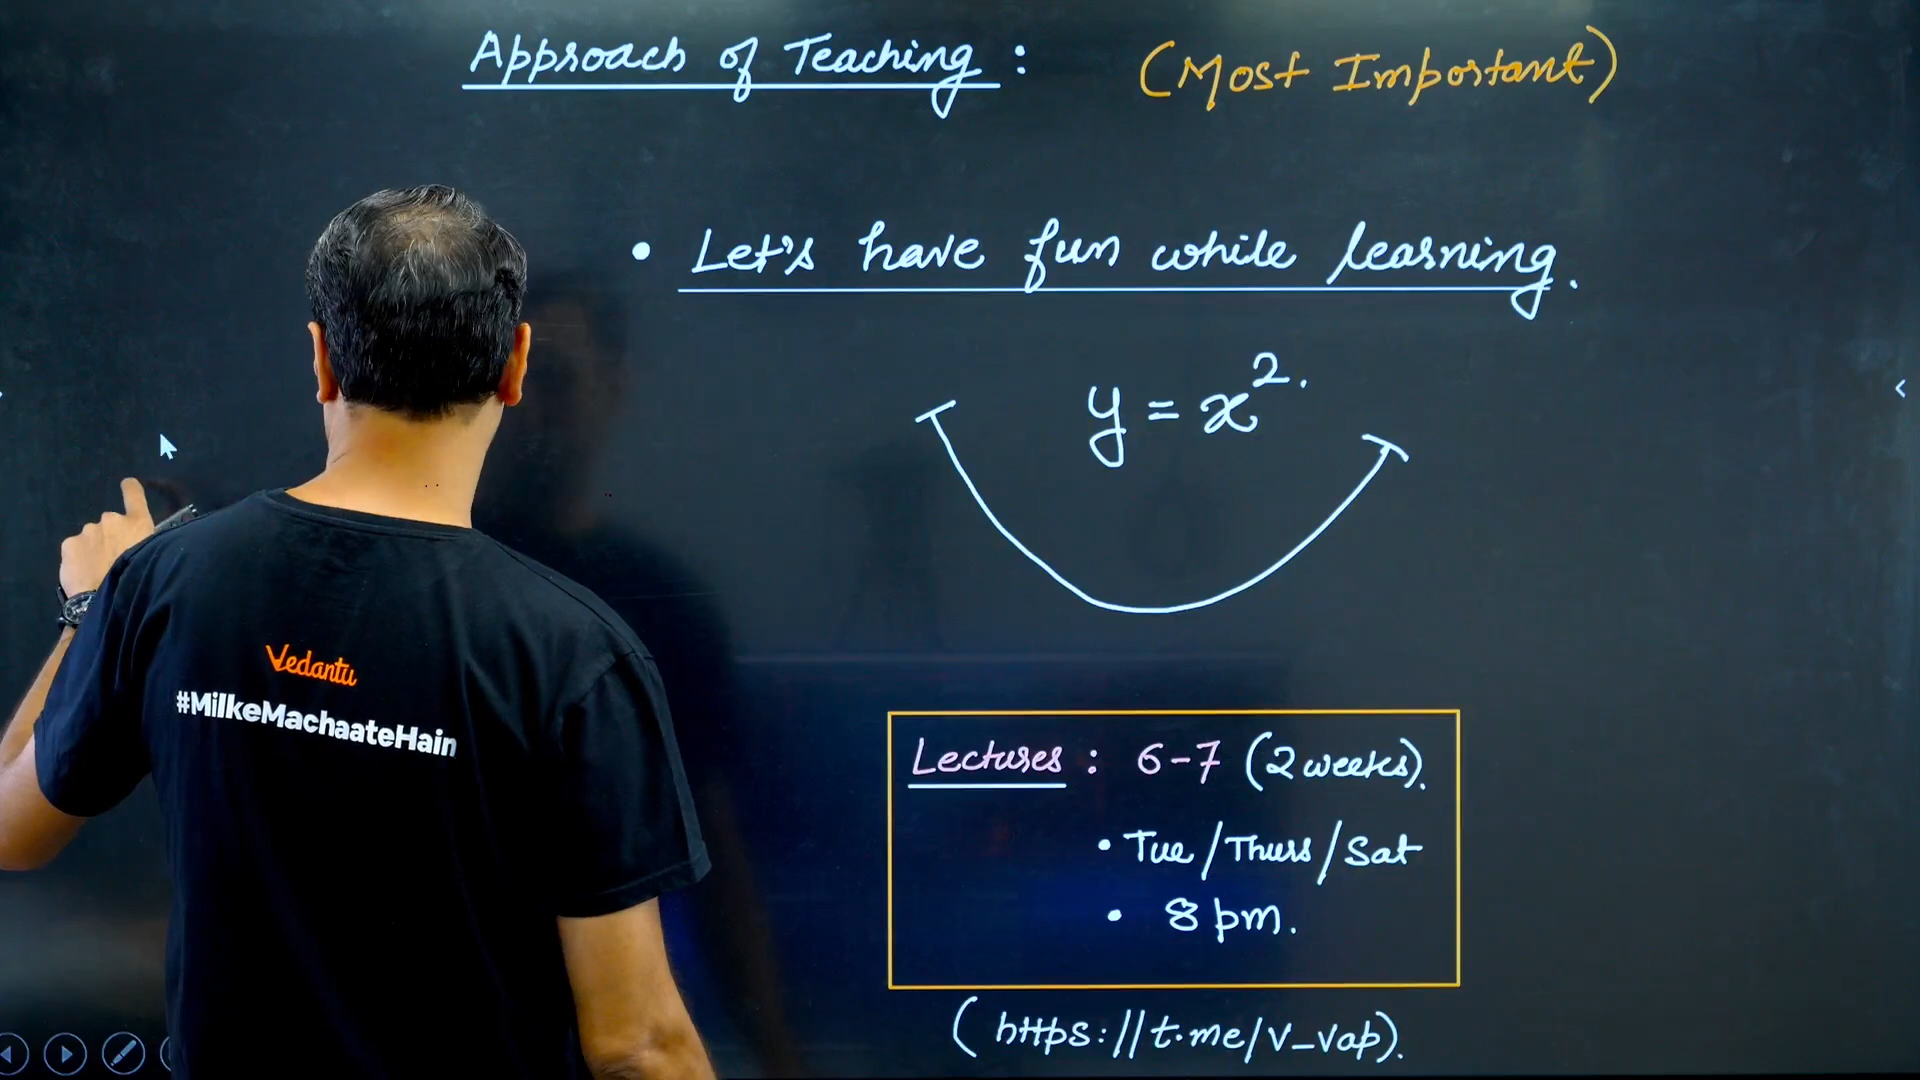 Approach of Teaching : (Most Important)
• Let's have fun while learning.
y = x².
Vedantu
#MilkeMachaateHain
Lectures : 6-7 (2 weeks).
• Tue / Thurs / Sat
• 8 pm.
(https://t.me/v_vap).